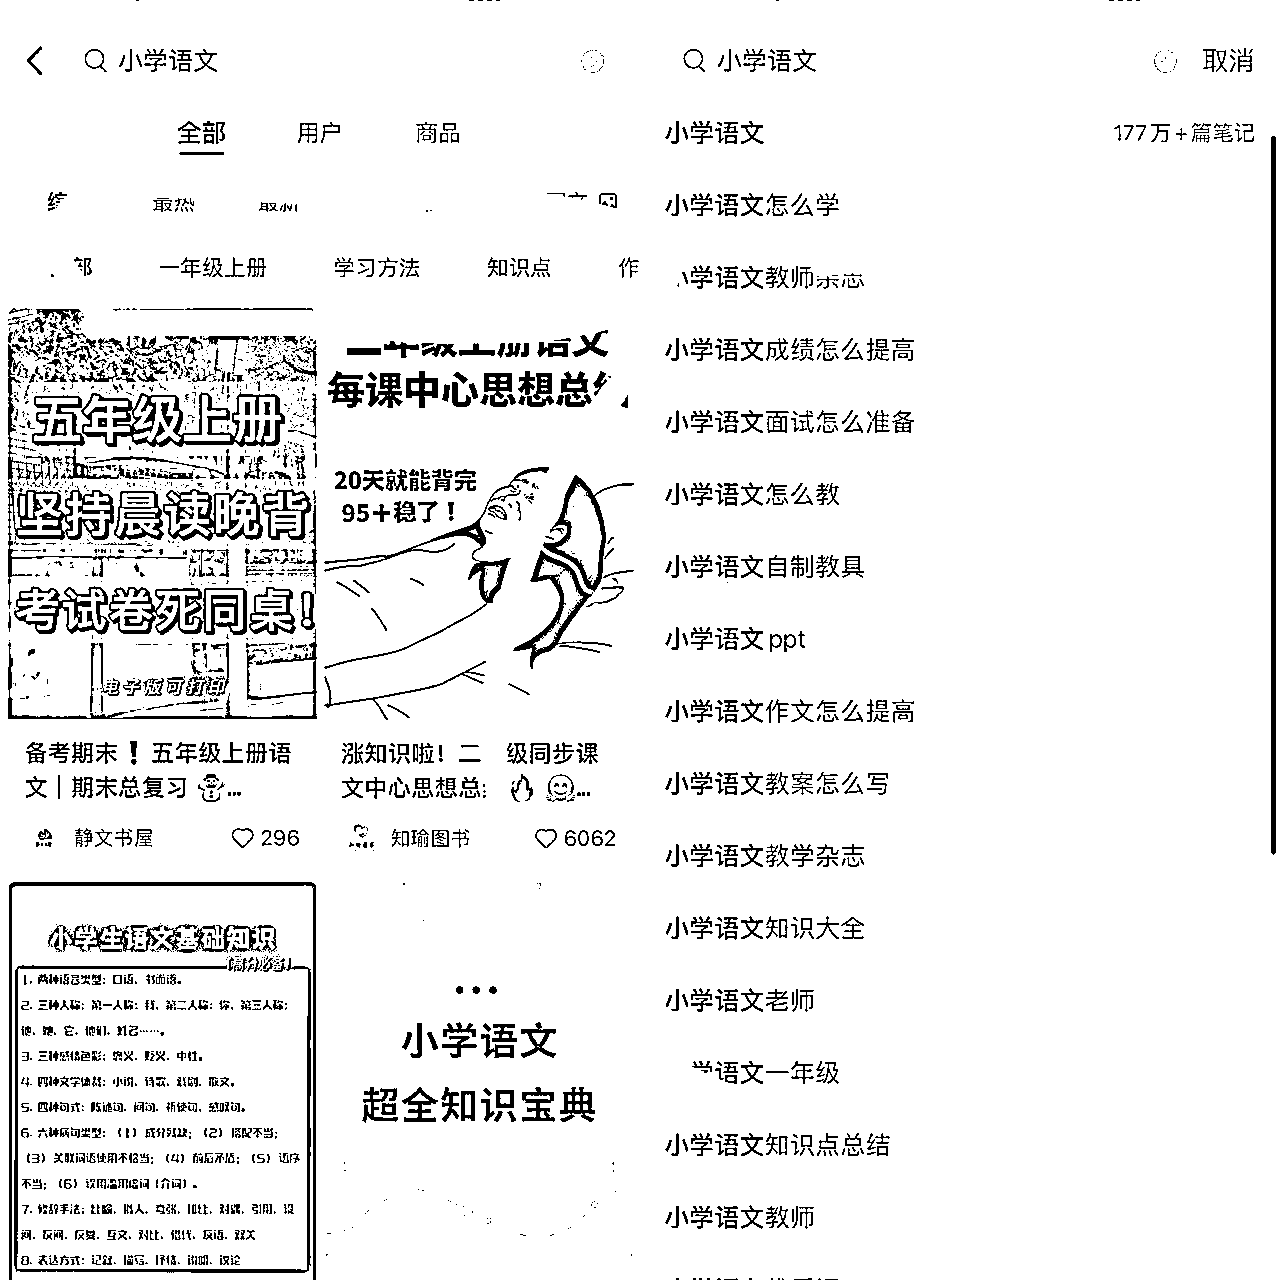 小学语文
全部 用户 商品
最热
一年级上册 学习方法 知识点 作
五年级上册
坚持晨读晚背
考试卷死同桌!
电子版可打印
备考期末❗五年级上册语
文|期末总复习 ⛄...
静文书屋 296
每课中心思想总
20天就能背完
95+稳了!
涨知识啦!二 级同步课
文中心思想总 🔥 🤗...
知瑜图书 6062
小学生语文基础知识
(高分必备)
1. 两种语言类型:口语、书面语。
2. 三种人称:第一人称:我、第二人称:你、第三人称:
他、她、它、他们、姓名……。
3. 三种感情色彩:褒义、贬义、中性。
4. 四种文学体裁:小说、诗歌、戏剧、散文。
5. 四种句式:陈述句、问句、祈使句、感叹句。
6. 六种病句类型:(1)成分残缺;(2)搭配不当;
(3)关联词语使用不恰当;(4)前后矛盾;(5)语序
不当;(6)误用滥用虚词(介词)。
7. 修辞手法:比喻、拟人、夸张、排比、对偶、引用、设
问、反问、反复、互文、对比、借代、反语、双关
8. 表达方式:记叙、描写、抒情、说明、议论
•••
小学语文
超全知识宝典
小学语文 取消
小学语文 177万+篇笔记
小学语文怎么学
学语文教师杂志
小学语文成绩怎么提高
小学语文面试怎么准备
小学语文怎么教
小学语文自制教具
小学语文ppt
小学语文作文怎么提高
小学语文教案怎么写
小学语文教学杂志
小学语文知识大全
小学语文老师
学语文一年级
小学语文知识点总结
小学语文教师